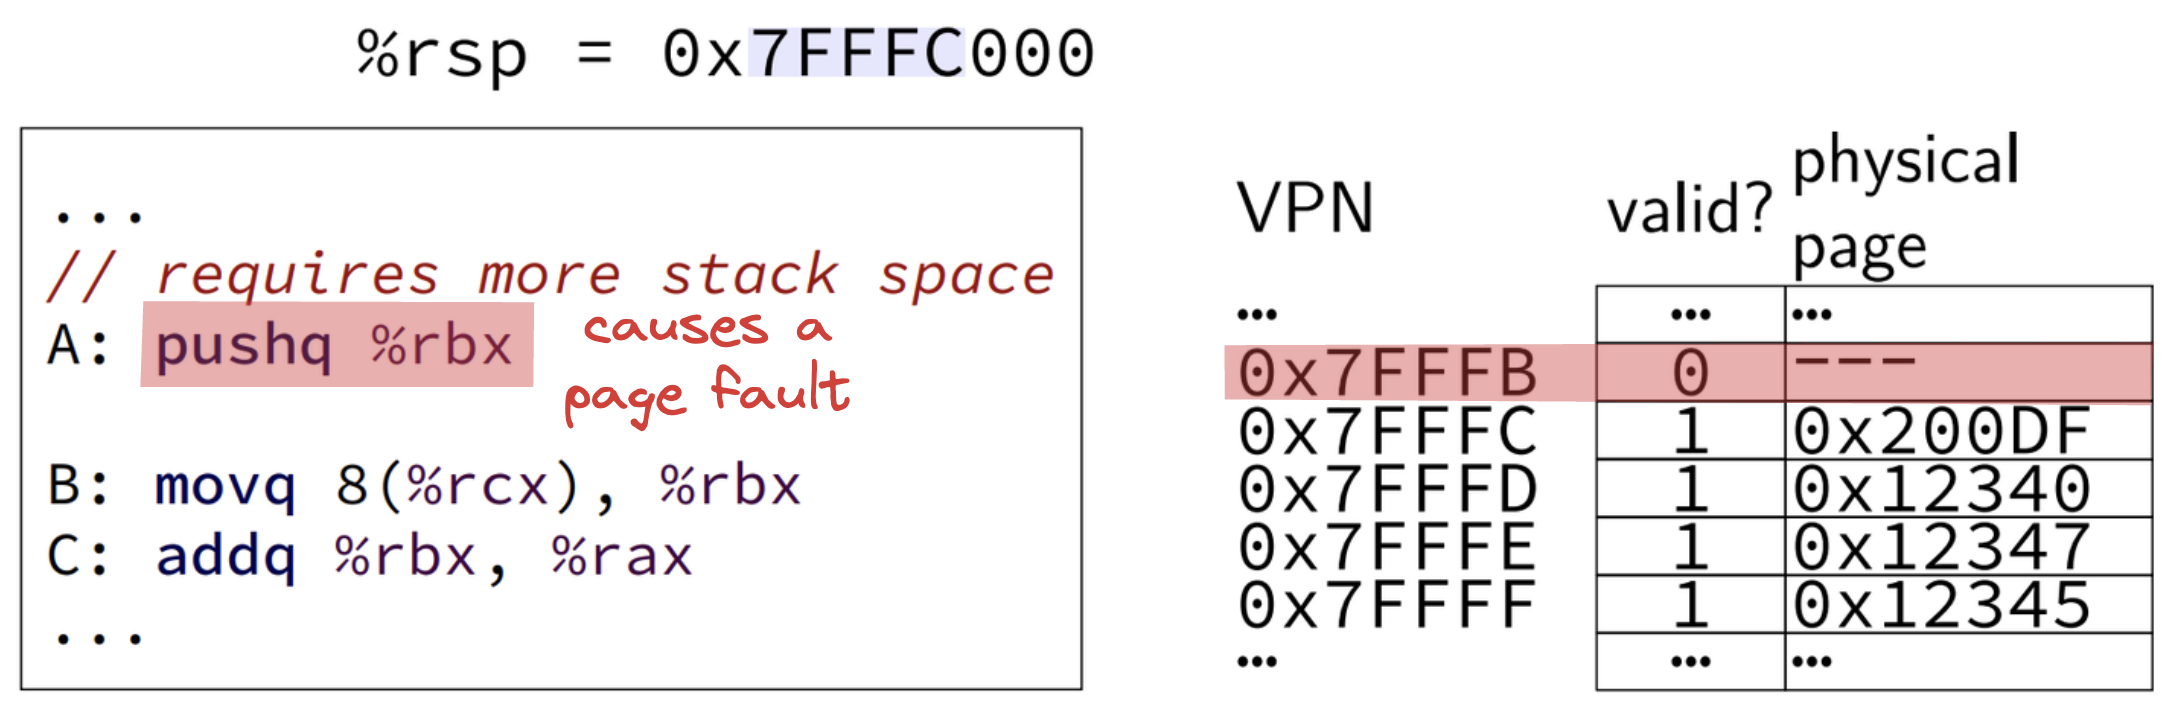 %rsp = 0x7FFFC000
...
// requires more stack space
A: pushq %rbx
causes a
page fault
B: movq 8(%rcx), %rbx
C: addq %rbx, %rax
...
VPN valid? physical
page
... ... ...
0x7FFFB 0 ---
0x7FFFC 1 0x200DF
0x7FFFD 1 0x12340
0x7FFFE 1 0x12347
0x7FFFF 1 0x12345
... ... ...